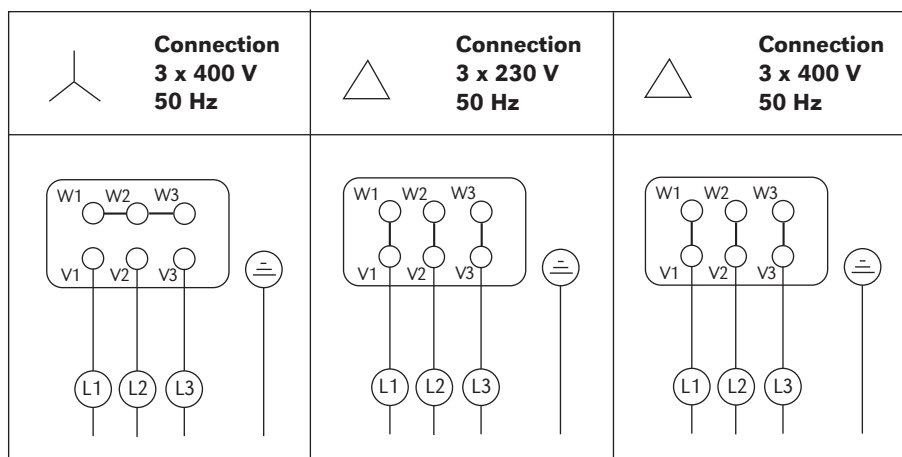 Connection
3 x 400 V
50 Hz
Connection
3 x 230 V
50 Hz
Connection
3 x 400 V
50 Hz
W1 W2 W3
V1 V2 V3
L1 L2 L3
W1 W2 W3
V1 V2 V3
L1 L2 L3
W1 W2 W3
V1 V2 V3
L1 L2 L3